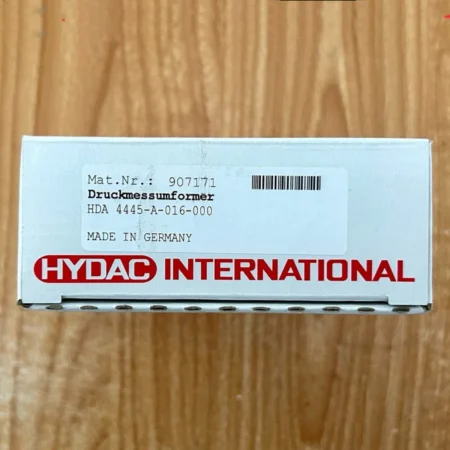 Mat.Nr.: 907171
Druckmessumformer
HDA 4445-A-016-000
MADE IN GERMANY
HYDAC INTERNATIONAL